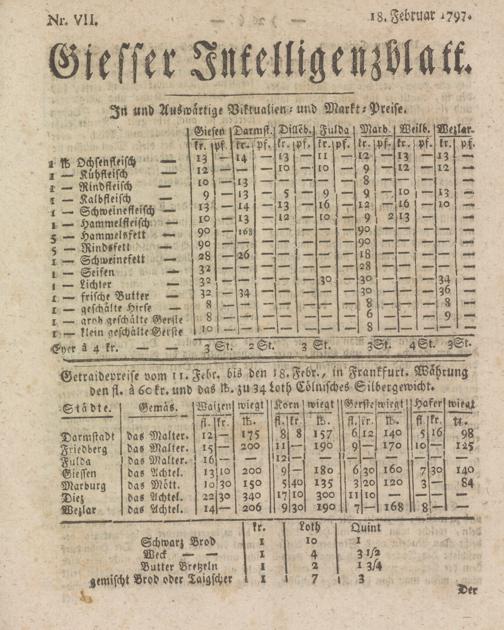 Nr. VII.
18. Februar 1797.
Giesser Intelligenzblatt.
In und Auswärtige Viktualien- und Markt-Preise.
Giesen Darmst. Dilleb. Fulda Marb. Weilb. Wezlar.
kr. pf. kr. pf. kr. pf. kr. pf. kr. pf. kr. pf. kr. pf.
1 ℔ Ochsenfleisch — 13 — 14 — 13 — 11 — 12 — 13 — 13 —
1 — Kühfleisch 12 — — — 10 — 10 — 9 — 12 — 12 —
1 — Rindfleisch 10 — 13 — — — — — 8 — — — — —
1 — Kalbfleisch 9 — 13 — 5 — 9 — 9 — 10 — 13 —
1 — Schweinefleisch 13 — 14 — 13 — 16 — 12 — 16 — 10 —
1 — Hammelfleisch 10 — 13 — 12 — 10 — 9 2 13 — — —
5 — Hammelsfett 90 — 168 — — — — — 90 — — — — —
5 — Rindsfett 90 — — — — — — — 90 — — — — —
1 — Schweinefett 28 — 26 — — — — — 18 — — — — —
1 — Seifen 32 — — — — — — — 28 — — — — —
1 — Lichter 32 — — — — — 30 — 30 — — — 34 —
1 — frische Butter 32 — 34 — — — — — 30 — — — 36 —
1 — geschälte Hirse 8 — — — — — — — 8 — — — 9 —
1 — grob geschälte Gerste 8 — — — — — — — 6 — — — — —
1 — klein geschälte Gerste 10 — — — — — — — 8 — — — — —
Eyer à 4 kr. — — 3 St. 2 St. 3 St. 3 St. 4 St. 3 St.
Getraidepreise vom 11. Febr. bis den 18. Febr., in Frankfurt. Währung
den fl. à 60 kr. und das ℔. zu 34 Loth Cölnisches Silbergewicht.
Städte. Gemäs. Waizen wiegt Korn wiegt Gerste wiegt Hafer wiegt
fl. kr. ℔. fl. kr. ℔. fl. kr. ℔. fl. kr. ℔.
Darmstadt das Malter. 12 — 175 8 8 157 6 12 140 5 16 98
Friedberg das Malter. 15 — 200 11 — 190 9 — 170 10 — 125
Fulda das Malter. 16 — — 12 — — — — — — — —
Giessen das Achtel. 13 10 200 9 — 180 6 30 160 7 30 140
Marburg das Mött. 10 30 150 5 40 135 3 20 120 3 — 84
Diez das Achtel. 22 30 340 17 10 300 11 10 — — — —
Wezlar das Achtel. 14 — 206 9 30 190 7 — 168 8 — —
kr. Loth Quint
Schwarz Brod 1 10 1
Weck — — 1 4 3 1/2
Butter Bretzeln 1 2 1 3/4
gemischt Brod oder Taigscher 1 7 3
Der